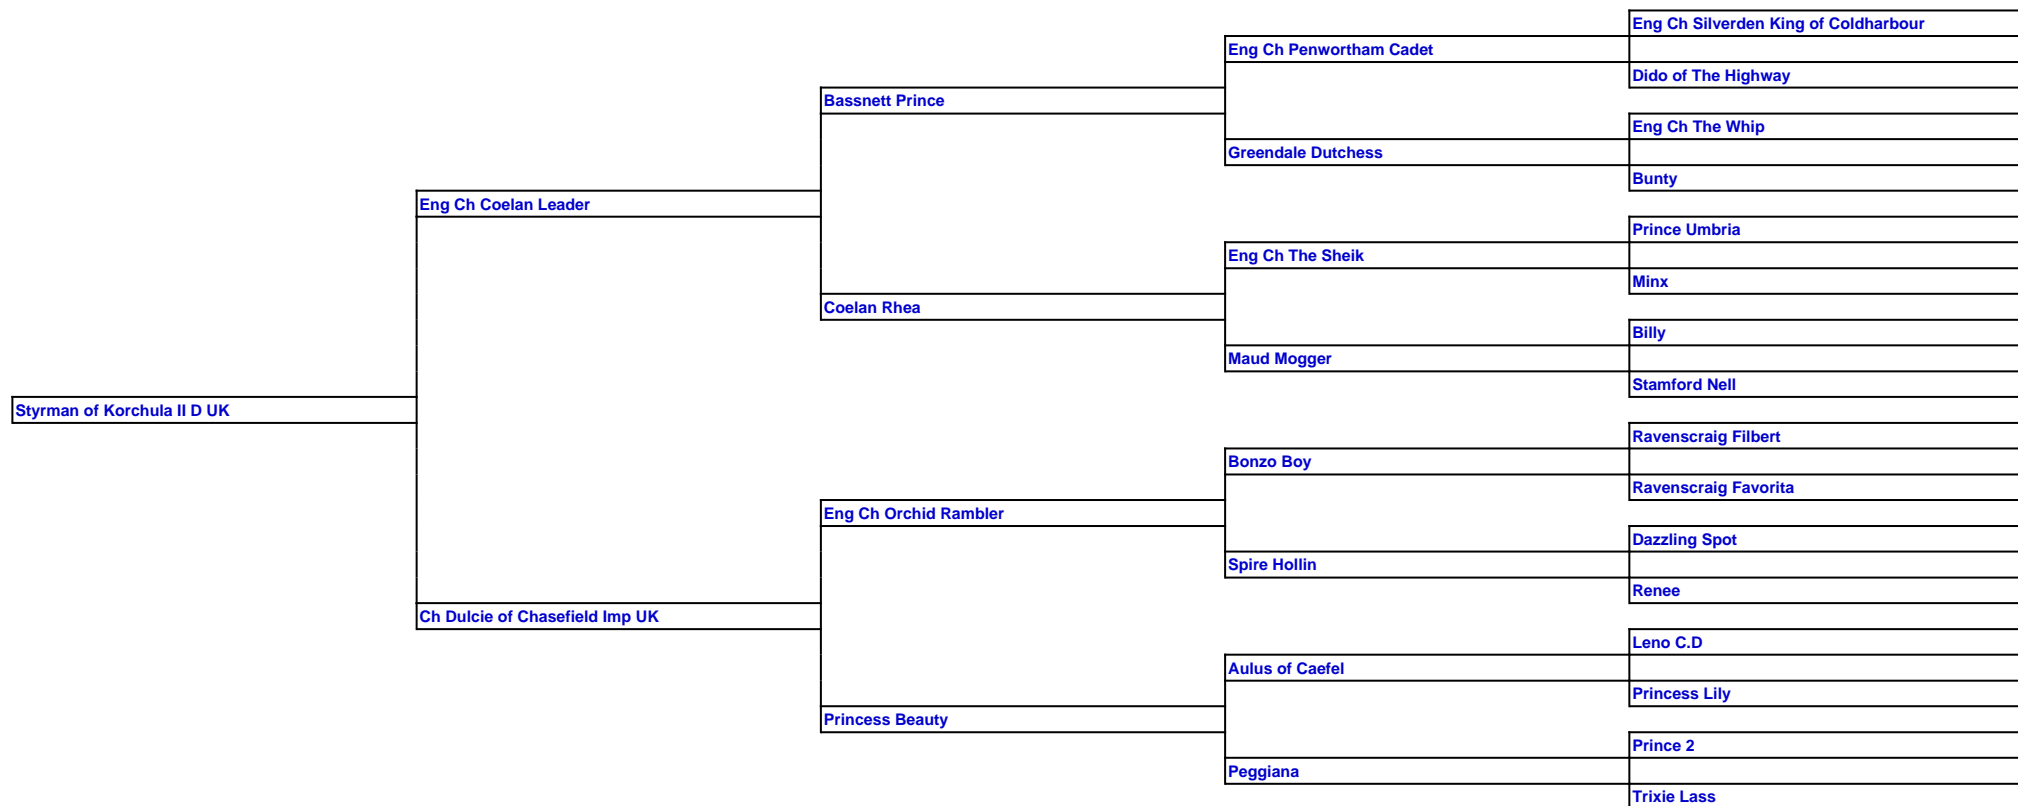 Eng Ch Silverden King of Coldharbour
Eng Ch Penwortham Cadet
Dido of The Highway
Bassnett Prince
Eng Ch The Whip
Greendale Dutchess
Bunty
Eng Ch Coelan Leader
Prince Umbria
Eng Ch The Sheik
Minx
Coelan Rhea
Billy
Maud Mogger
Stamford Nell
Styrman of Korchula II D UK
Ravenscraig Filbert
Bonzo Boy
Ravenscraig Favorita
Eng Ch Orchid Rambler
Dazzling Spot
Spire Hollin
Renee
Ch Dulcie of Chasefield Imp UK
Leno C.D
Aulus of Caefel
Princess Lily
Princess Beauty
Prince 2
Peggiana
Trixie Lass